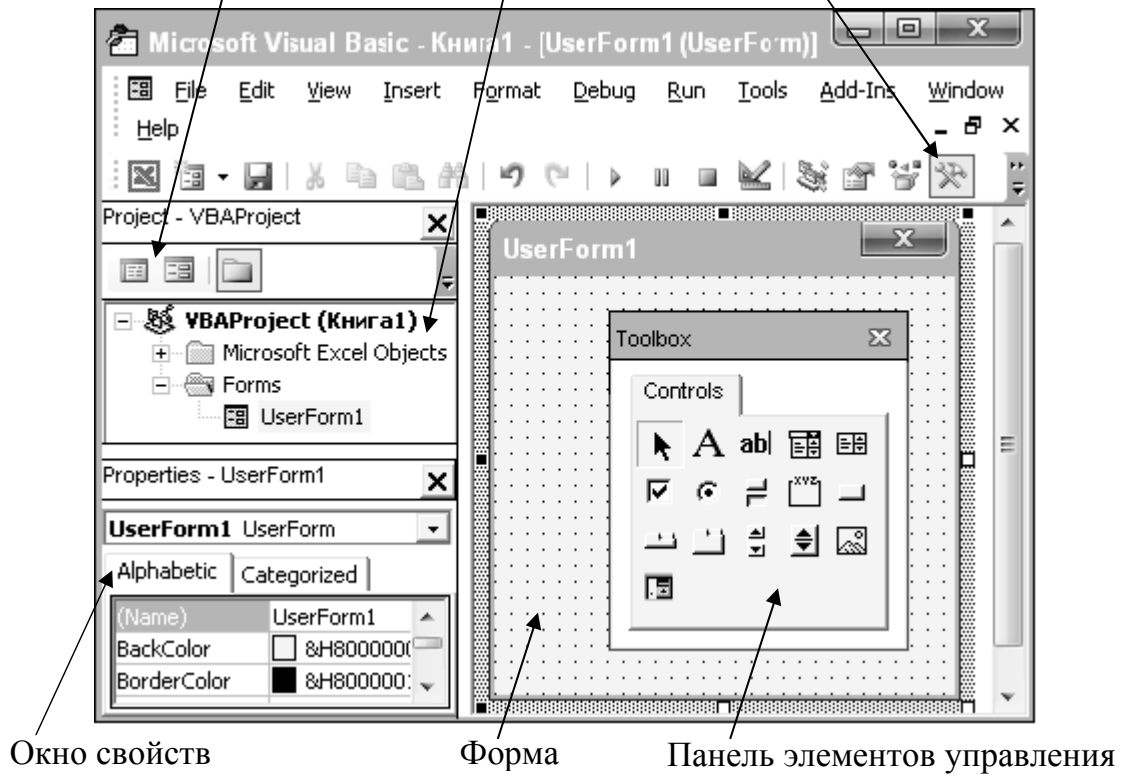 Microsoft Visual Basic - Книга1 - [UserForm1 (UserForm)]
File Edit View Insert Format Debug Run Tools Add-Ins Window
Help
Project - VBAProject
VBAProject (Книга1)
Microsoft Excel Objects
Forms
UserForm1
Properties - UserForm1
UserForm1 UserForm
Alphabetic Categorized
(Name) UserForm1
BackColor &H8000000(
BorderColor &H800000:
UserForm1
Toolbox
Controls
A ab|
XYZ
Окно свойств Форма Панель элементов управления